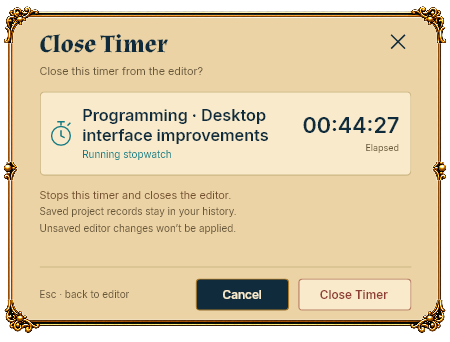 Close Timer
Close this timer from the editor?
Programming · Desktop
interface improvements
Running stopwatch
00:44:27
Elapsed
Stops this timer and closes the editor.
Saved project records stay in your history.
Unsaved editor changes won’t be applied.
Esc · back to editor
Cancel
Close Timer